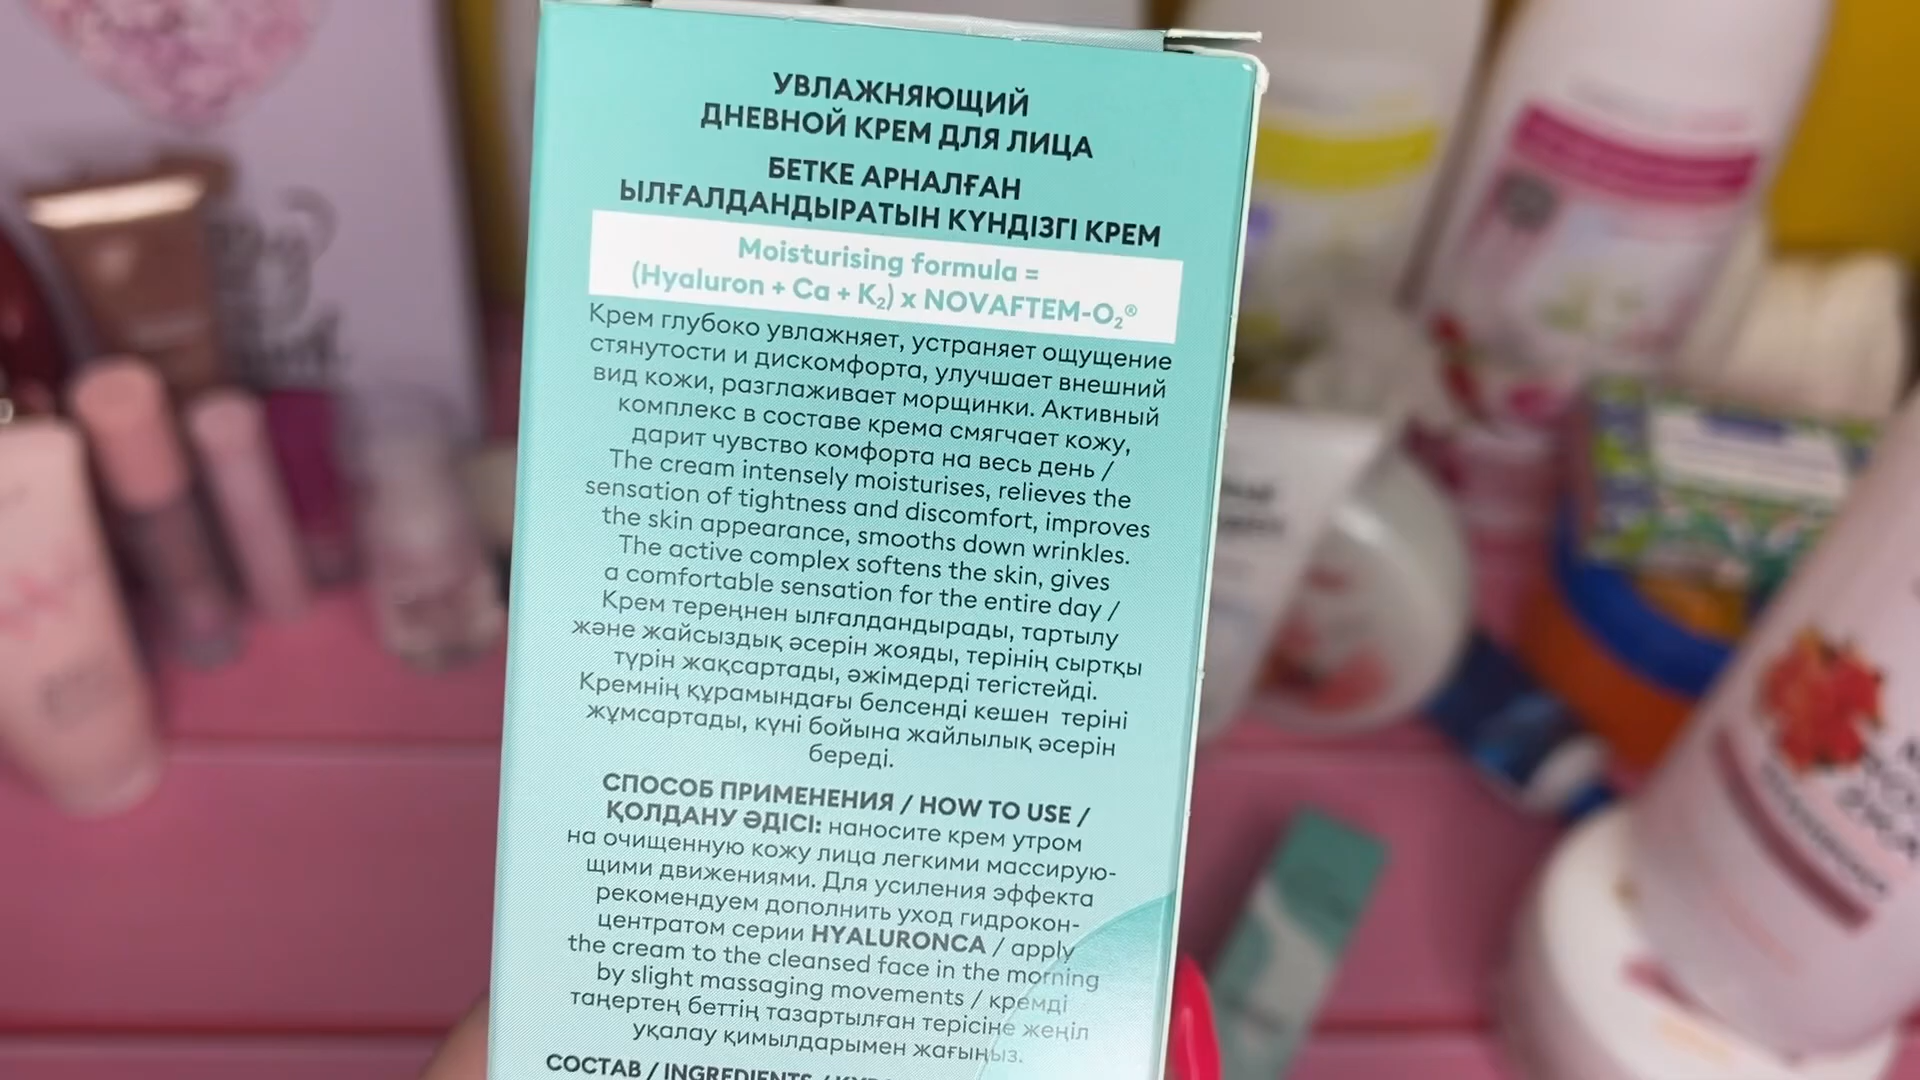 УВЛАЖНЯЮЩИЙ
ДНЕВНОЙ КРЕМ ДЛЯ ЛИЦА
БЕТКЕ АРНАЛҒАН
ЫЛҒАЛДАНДЫРАТЫН КҮНДІЗГІ КРЕМ
Moisturising formula =
(Hyaluron + Ca + K₂) x NOVAFTEM-O₂®
Крем глубоко увлажняет, устраняет ощущение
стянутости и дискомфорта, улучшает внешний
вид кожи, разглаживает морщинки. Активный
комплекс в составе крема смягчает кожу,
дарит чувство комфорта на весь день /
The cream intensely moisturises, relieves the
sensation of tightness and discomfort, improves
the skin appearance, smooths down wrinkles.
The active complex softens the skin, gives
a comfortable sensation for the entire day /
Крем тереңнен ылғалдандырады, тартылу
және жайсыздық әсерін жояды, терінің сыртқы
түрін жақсартады, әжімдерді тегістейді.
Кремнің құрамындағы белсенді кешен теріні
жұмсартады, күні бойына жайлылық әсерін
береді.
СПОСОБ ПРИМЕНЕНИЯ / HOW TO USE /
ҚОЛДАНУ ӘДІСІ: наносите крем утром
на очищенную кожу лица легкими массирую-
щими движениями. Для усиления эффекта
рекомендуем дополнить уход гидрокон-
центратом серии HYALURONCA / apply
the cream to the cleansed face in the morning
by slight massaging movements / кремді
таңертең беттің тазартылған терісіне жеңіл
уқалау қимылдарымен жағыңыз.
СОСТАВ / INGREDIENTS /